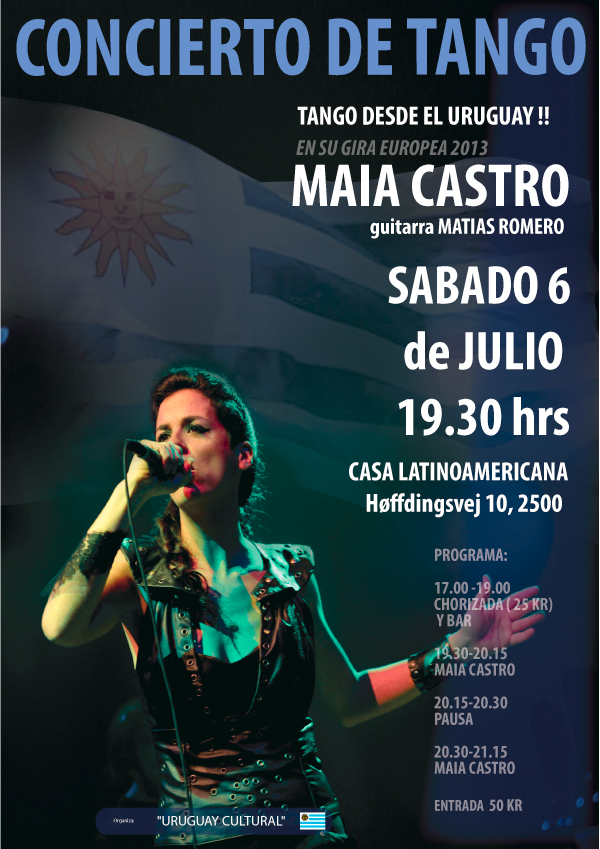 CONCIERTO DE TANGO
TANGO DESDE EL URUGUAY !!
EN SU GIRA EUROPEA 2013
MAIA CASTRO
guitarra MATIAS ROMERO
SABADO 6
de JULIO
19.30 hrs
CASA LATINOAMERICANA
Høffdingsvej 10, 2500
PROGRAMA:
17.00 -19.00
CHORIZADA ( 25 KR)
Y BAR
19.30-20.15
MAIA CASTRO
20.15-20.30
PAUSA
20.30-21.15
MAIA CASTRO
ENTRADA 50 KR
Organiza "URUGUAY CULTURAL"